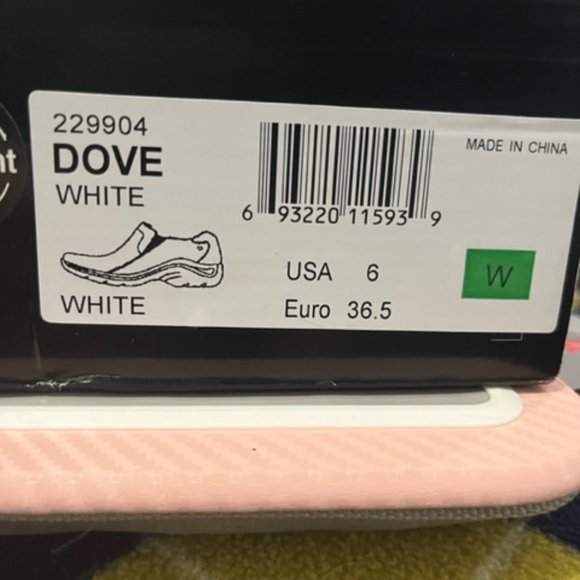 229904
DOVE
WHITE
6 93220 11593 9
MADE IN CHINA
USA 6
W
WHITE
Euro 36.5